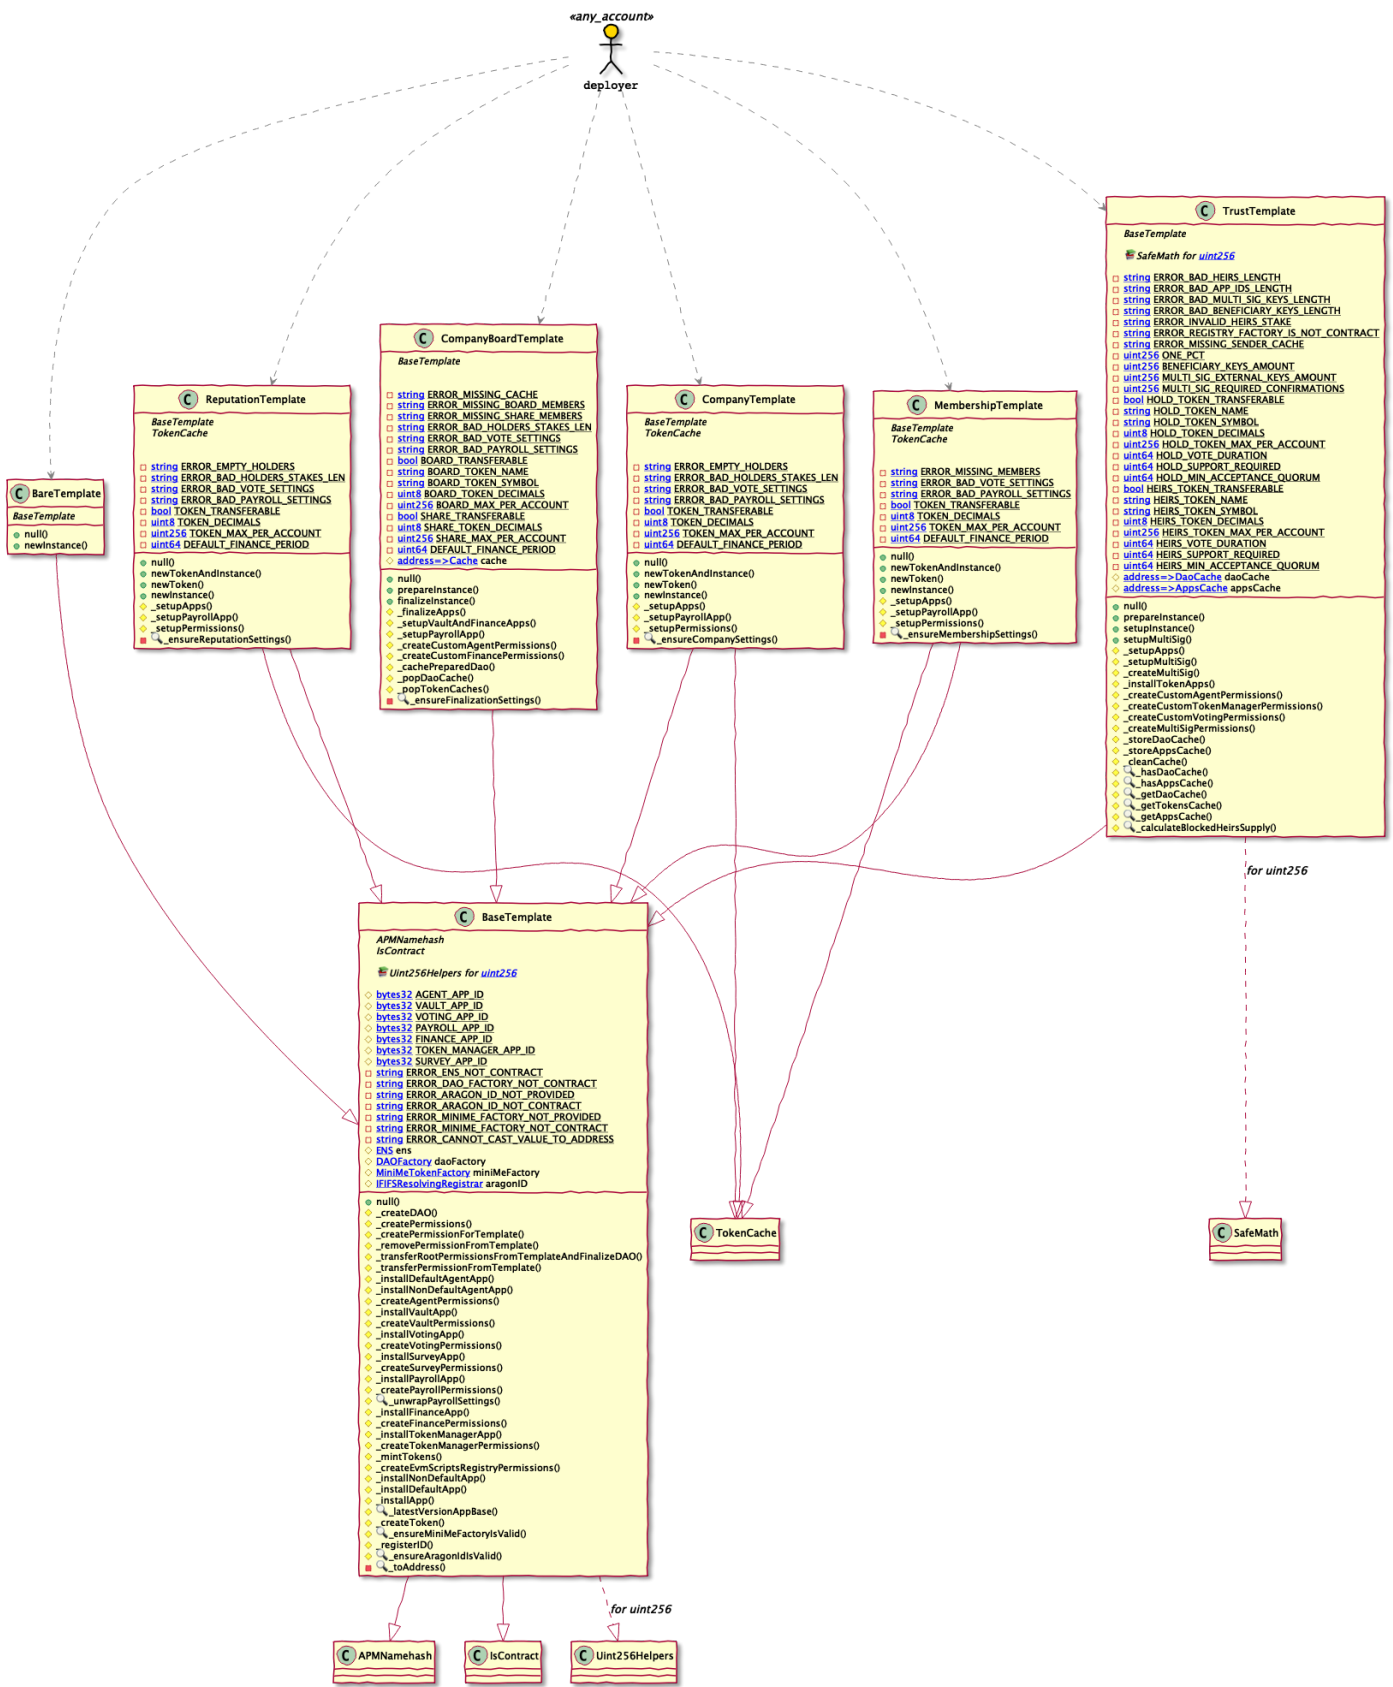 «any_account»
deployer
C TrustTemplate
BaseTemplate
SafeMath for uint256
string ERROR_BAD_HEIRS_LENGTH
string ERROR_BAD_APP_IDS_LENGTH
string ERROR_BAD_MULTI_SIG_KEYS_LENGTH
string ERROR_BAD_BENEFICIARY_KEYS_LENGTH
string ERROR_INVALID_HEIRS_STAKE
string ERROR_REGISTRY_FACTORY_IS_NOT_CONTRACT
string ERROR_MISSING_SENDER_CACHE
uint256 ONE_PCT
uint256 BENEFICIARY_KEYS_AMOUNT
uint256 MULTI_SIG_EXTERNAL_KEYS_AMOUNT
uint256 MULTI_SIG_REQUIRED_CONFIRMATIONS
bool HOLD_TOKEN_TRANSFERABLE
string HOLD_TOKEN_NAME
string HOLD_TOKEN_SYMBOL
uint8 HOLD_TOKEN_DECIMALS
uint256 HOLD_TOKEN_MAX_PER_ACCOUNT
uint64 HOLD_VOTE_DURATION
uint64 HOLD_SUPPORT_REQUIRED
uint64 HOLD_MIN_ACCEPTANCE_QUORUM
bool HEIRS_TOKEN_TRANSFERABLE
string HEIRS_TOKEN_NAME
string HEIRS_TOKEN_SYMBOL
uint8 HEIRS_TOKEN_DECIMALS
uint256 HEIRS_TOKEN_MAX_PER_ACCOUNT
uint64 HEIRS_VOTE_DURATION
uint64 HEIRS_SUPPORT_REQUIRED
uint64 HEIRS_MIN_ACCEPTANCE_QUORUM
address=>DaoCache daoCache
address=>AppsCache appsCache
null()
prepareInstance()
setupInstance()
setupMultiSig()
_setupApps()
_setupMultiSig()
_createMultiSig()
_installTokenApps()
_createCustomAgentPermissions()
_createCustomTokenManagerPermissions()
_createCustomVotingPermissions()
_createMultiSigPermissions()
_storeDaoCache()
_storeAppsCache()
_cleanCache()
_hasDaoCache()
_hasAppsCache()
_getDaoCache()
_getTokensCache()
_getAppsCache()
_calculateBlockedHeirsSupply()
C CompanyBoardTemplate
BaseTemplate
string ERROR_MISSING_CACHE
string ERROR_MISSING_BOARD_MEMBERS
string ERROR_MISSING_SHARE_MEMBERS
string ERROR_BAD_HOLDERS_STAKES_LEN
string ERROR_BAD_VOTE_SETTINGS
string ERROR_BAD_PAYROLL_SETTINGS
bool BOARD_TRANSFERABLE
string BOARD_TOKEN_NAME
string BOARD_TOKEN_SYMBOL
uint8 BOARD_TOKEN_DECIMALS
uint256 BOARD_MAX_PER_ACCOUNT
bool SHARE_TRANSFERABLE
uint8 SHARE_TOKEN_DECIMALS
uint256 SHARE_MAX_PER_ACCOUNT
uint64 DEFAULT_FINANCE_PERIOD
address=>Cache cache
null()
prepareInstance()
finalizeInstance()
_finalizeApps()
_setupVaultAndFinanceApps()
_setupPayrollApp()
_createCustomAgentPermissions()
_createCustomFinancePermissions()
_cachePreparedDao()
_popDaoCache()
_popTokenCaches()
_ensureFinalizationSettings()
C ReputationTemplate
BaseTemplate
TokenCache
string ERROR_EMPTY_HOLDERS
string ERROR_BAD_HOLDERS_STAKES_LEN
string ERROR_BAD_VOTE_SETTINGS
string ERROR_BAD_PAYROLL_SETTINGS
bool TOKEN_TRANSFERABLE
uint8 TOKEN_DECIMALS
uint256 TOKEN_MAX_PER_ACCOUNT
uint64 DEFAULT_FINANCE_PERIOD
null()
newTokenAndInstance()
newToken()
newInstance()
_setupApps()
_setupPayrollApp()
_setupPermissions()
_ensureReputationSettings()
C CompanyTemplate
BaseTemplate
TokenCache
string ERROR_EMPTY_HOLDERS
string ERROR_BAD_HOLDERS_STAKES_LEN
string ERROR_BAD_VOTE_SETTINGS
string ERROR_BAD_PAYROLL_SETTINGS
bool TOKEN_TRANSFERABLE
uint8 TOKEN_DECIMALS
uint256 TOKEN_MAX_PER_ACCOUNT
uint64 DEFAULT_FINANCE_PERIOD
null()
newTokenAndInstance()
newToken()
newInstance()
_setupApps()
_setupPayrollApp()
_setupPermissions()
_ensureCompanySettings()
C MembershipTemplate
BaseTemplate
TokenCache
string ERROR_MISSING_MEMBERS
string ERROR_BAD_VOTE_SETTINGS
string ERROR_BAD_PAYROLL_SETTINGS
bool TOKEN_TRANSFERABLE
uint8 TOKEN_DECIMALS
uint256 TOKEN_MAX_PER_ACCOUNT
uint64 DEFAULT_FINANCE_PERIOD
null()
newTokenAndInstance()
newToken()
newInstance()
_setupApps()
_setupPayrollApp()
_setupPermissions()
_ensureMembershipSettings()
C BareTemplate
BaseTemplate
null()
newInstance()
for uint256
C BaseTemplate
APMNamehash
IsContract
Uint256Helpers for uint256
bytes32 AGENT_APP_ID
bytes32 VAULT_APP_ID
bytes32 VOTING_APP_ID
bytes32 PAYROLL_APP_ID
bytes32 FINANCE_APP_ID
bytes32 TOKEN_MANAGER_APP_ID
bytes32 SURVEY_APP_ID
string ERROR_ENS_NOT_CONTRACT
string ERROR_DAO_FACTORY_NOT_CONTRACT
string ERROR_ARAGON_ID_NOT_PROVIDED
string ERROR_ARAGON_ID_NOT_CONTRACT
string ERROR_MINIME_FACTORY_NOT_PROVIDED
string ERROR_MINIME_FACTORY_NOT_CONTRACT
string ERROR_CANNOT_CAST_VALUE_TO_ADDRESS
ENS ens
DAOFactory daoFactory
MiniMeTokenFactory miniMeFactory
IFIFSResolvingRegistrar aragonID
null()
_createDAO()
_createPermissions()
_createPermissionForTemplate()
_removePermissionFromTemplate()
_transferRootPermissionsFromTemplateAndFinalizeDAO()
_transferPermissionFromTemplate()
_installDefaultAgentApp()
_installNonDefaultAgentApp()
_createAgentPermissions()
_installVaultApp()
_createVaultPermissions()
_installVotingApp()
_createVotingPermissions()
_installSurveyApp()
_createSurveyPermissions()
_installPayrollApp()
_createPayrollPermissions()
_unwrapPayrollSettings()
_installFinanceApp()
_createFinancePermissions()
_installTokenManagerApp()
_createTokenManagerPermissions()
_mintTokens()
_createEvmScriptsRegistryPermissions()
_installNonDefaultApp()
_installDefaultApp()
_installApp()
_latestVersionAppBase()
_createToken()
_ensureMiniMeFactoryIsValid()
_registerID()
_ensureAragonIdIsValid()
_toAddress()
C TokenCache
C SafeMath
for uint256
C APMNamehash
C IsContract
C Uint256Helpers